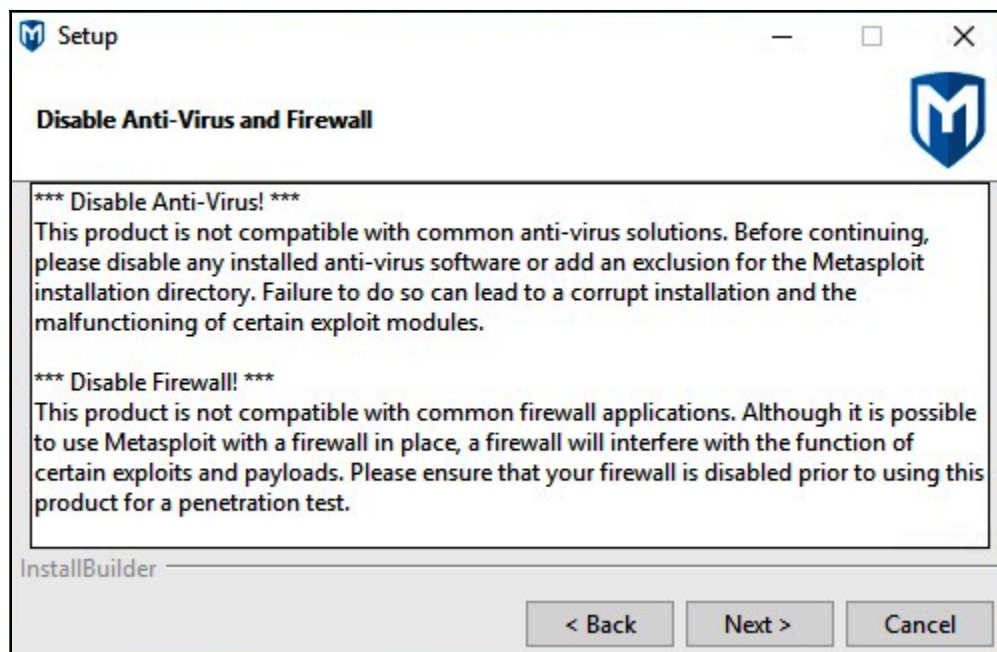 Setup
Disable Anti-Virus and Firewall
*** Disable Anti-Virus! ***
This product is not compatible with common anti-virus solutions. Before continuing,
please disable any installed anti-virus software or add an exclusion for the Metasploit
installation directory. Failure to do so can lead to a corrupt installation and the
malfunctioning of certain exploit modules.
*** Disable Firewall! ***
This product is not compatible with common firewall applications. Although it is possible
to use Metasploit with a firewall in place, a firewall will interfere with the function of
certain exploits and payloads. Please ensure that your firewall is disabled prior to using this
product for a penetration test.
InstallBuilder
< Back Next > Cancel